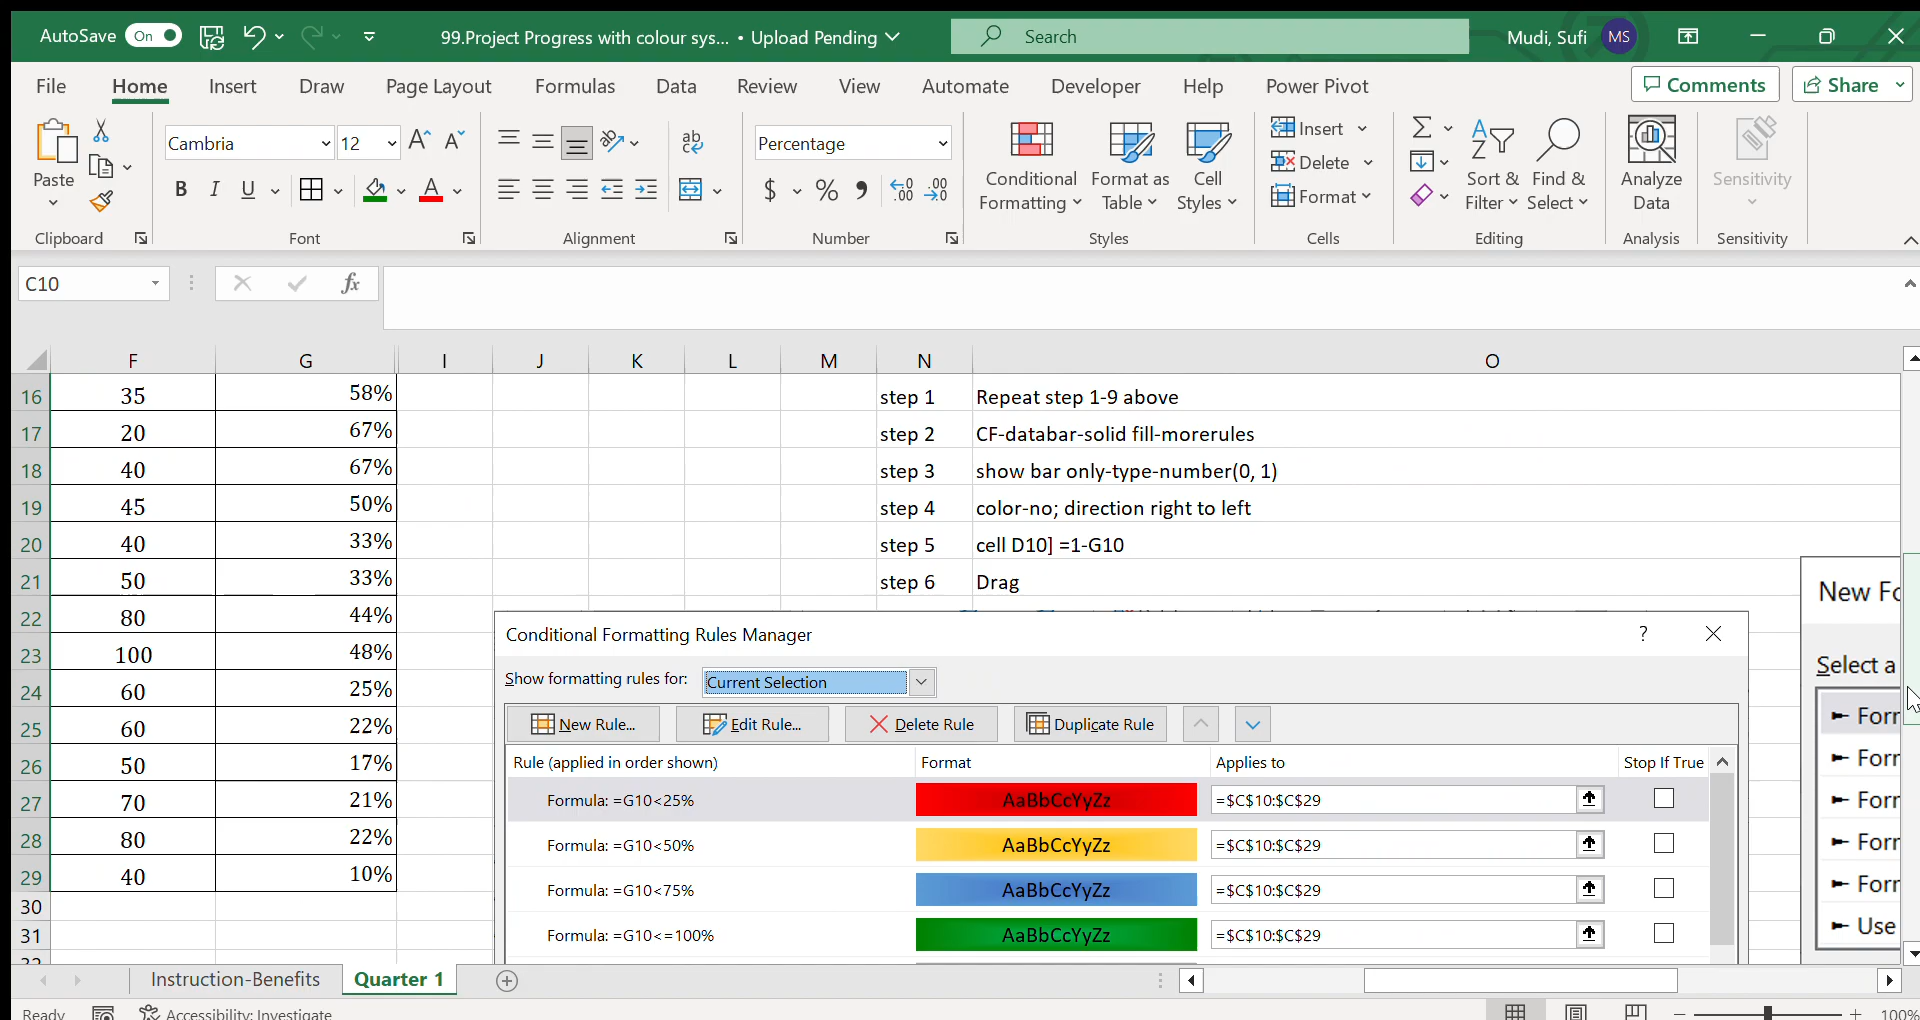 AutoSave On 99.Project Progress with colour sys... • Upload Pending Search Mudi, Sufi MS
File Home Insert Draw Page Layout Formulas Data Review View Automate Developer Help Power Pivot Comments Share
Paste
Clipboard
Cambria 12
B I U A
Font
ab
Alignment
Percentage
$ % 9 .00
Number
Conditional Formatting
Format as Table
Cell Styles
Styles
Insert
Delete
Format
Cells
Sort & Filter
Find & Select
Editing
Analyze Data
Analysis
Sensitivity
Sensitivity
C10 fx
F G I J K L M N O
16 35 58% step 1 Repeat step 1-9 above
17 20 67% step 2 CF-databar-solid fill-morerules
18 40 67% step 3 show bar only-type-number(0, 1)
19 45 50% step 4 color-no; direction right to left
20 40 33% step 5 cell D10] =1-G10
21 50 33% step 6 Drag
22 80 44%
23 100 48%
24 60 25%
25 60 22%
26 50 17%
27 70 21%
28 80 22%
29 40 10%
30
31
Conditional Formatting Rules Manager ?
Show formatting rules for: Current Selection
New Rule... Edit Rule... Delete Rule Duplicate Rule
Rule (applied in order shown) Format Applies to Stop If True
Formula: =G10<25% AaBbCcYyZz =$C$10:$C$29
Formula: =G10<50% AaBbCcYyZz =$C$10:$C$29
Formula: =G10<75% AaBbCcYyZz =$C$10:$C$29
Formula: =G10<=100% AaBbCcYyZz =$C$10:$C$29
New Fo
Select a
Forr
Forr
Forr
Forr
Forr
Use
Instruction-Benefits Quarter 1
Ready Accessibility: Investigate 100%